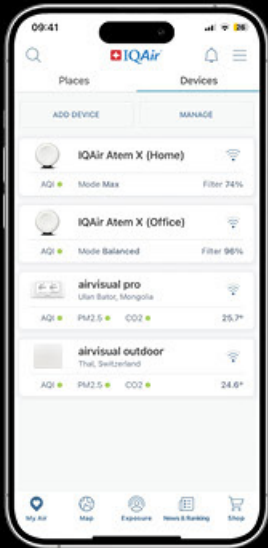 09:41
26
IQAir
Places Devices
ADD DEVICE MANAGE
IQAir Atem X (Home)
AQI Mode Max Filter 74%
IQAir Atem X (Office)
AQI Mode Balanced Filter 96%
airvisual pro
Ulan Bator, Mongolia
AQI PM2.5 CO2 25.7°
airvisual outdoor
Thal, Switzerland
AQI PM2.5 CO2 24.6°
My Air Map Exposure News & Ranking Shop